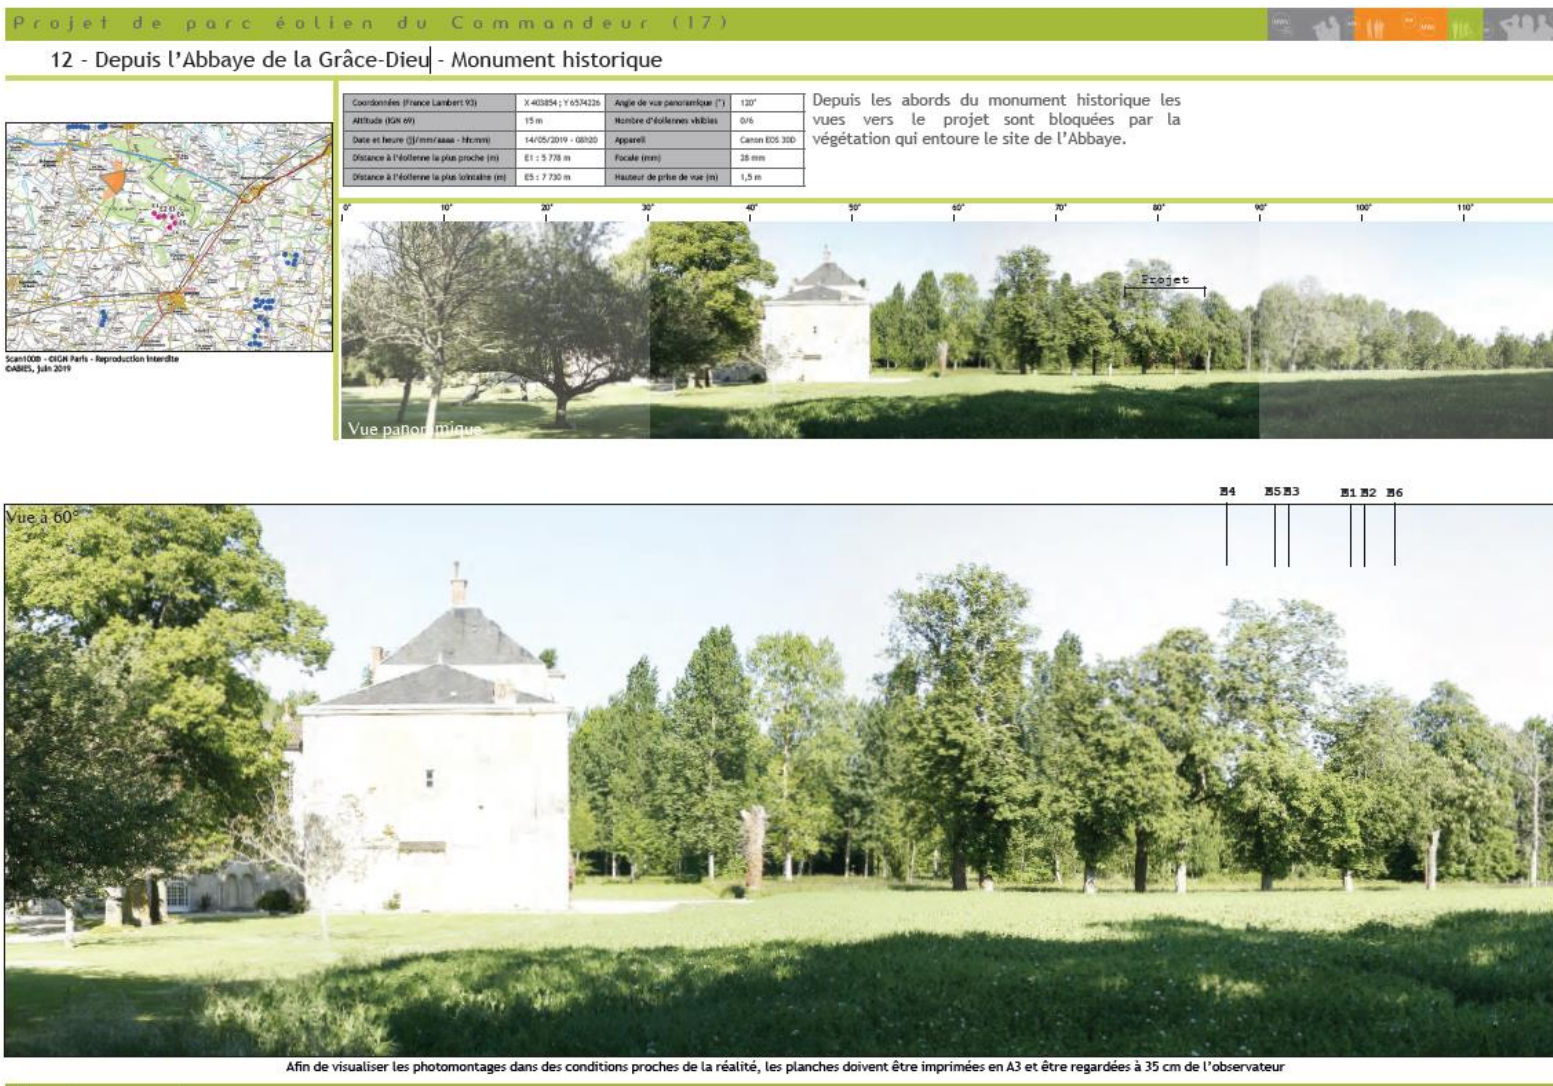 Projet de parc éolien du Commandeur (17)
12 - Depuis l'Abbaye de la Grâce-Dieu - Monument historique
Coordonnées (France Lambert 93) X 403854 ; Y 6574226 Angle de vue panoramique (°) 120°
Altitude (IGN 69) 15 m Nombre d'éoliennes visibles 0/6
Date et heure (jj/mm/aaaa - hh:mm) 14/05/2019 - 08h20 Appareil Canon EOS 30D
Distance à l'éolienne la plus proche (m) E1 : 5 778 m Focale (mm) 28 mm
Distance à l'éolienne la plus lointaine (m) E5 : 7 730 m Hauteur de prise de vue (m) 1,5 m
Depuis les abords du monument historique les
vues vers le projet sont bloquées par la
végétation qui entoure le site de l'Abbaye.
Scan100® - ©IGN Paris - Reproduction interdite
©ABIES, juin 2019
0° 10° 20° 30° 40° 50° 60° 70° 80° 90° 100° 110°
Projet
Vue panoramique
E4 E5 E3 E1 E2 E6
Vue à 60°
Afin de visualiser les photomontages dans des conditions proches de la réalité, les planches doivent être imprimées en A3 et être regardées à 35 cm de l'observateur